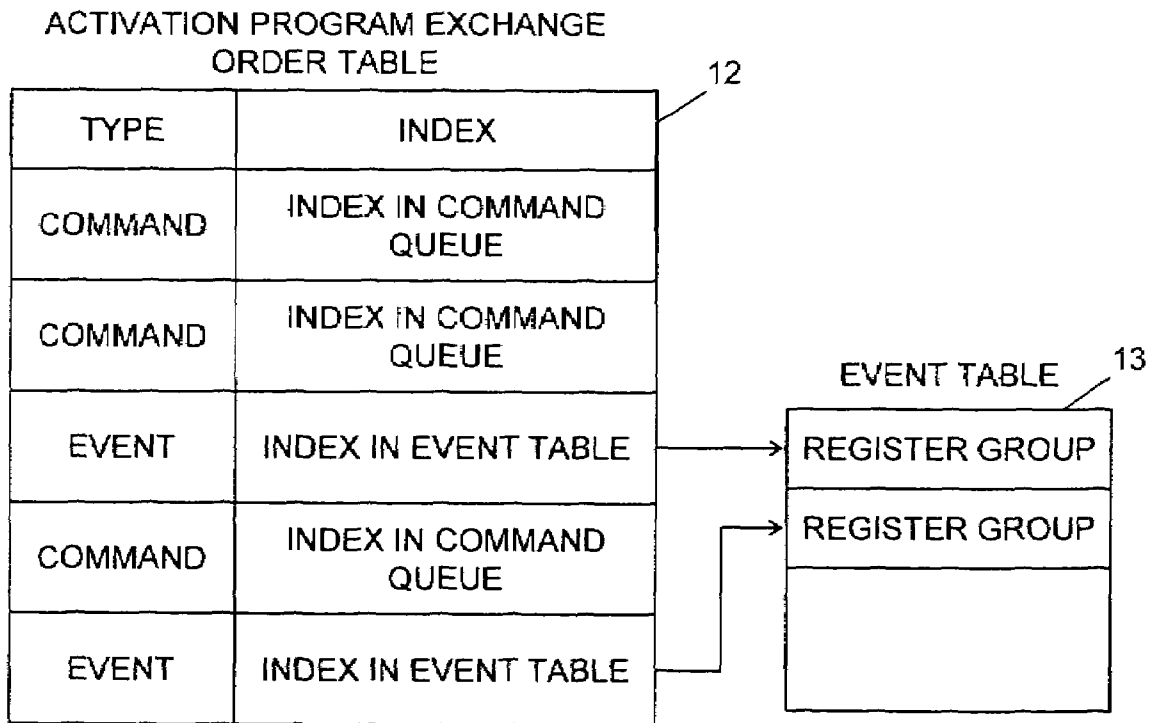 ACTIVATION PROGRAM EXCHANGE
ORDER TABLE
12
TYPE INDEX
COMMAND INDEX IN COMMAND
QUEUE
COMMAND INDEX IN COMMAND
QUEUE
EVENT TABLE 13
EVENT INDEX IN EVENT TABLE REGISTER GROUP
REGISTER GROUP
COMMAND INDEX IN COMMAND
QUEUE
EVENT INDEX IN EVENT TABLE